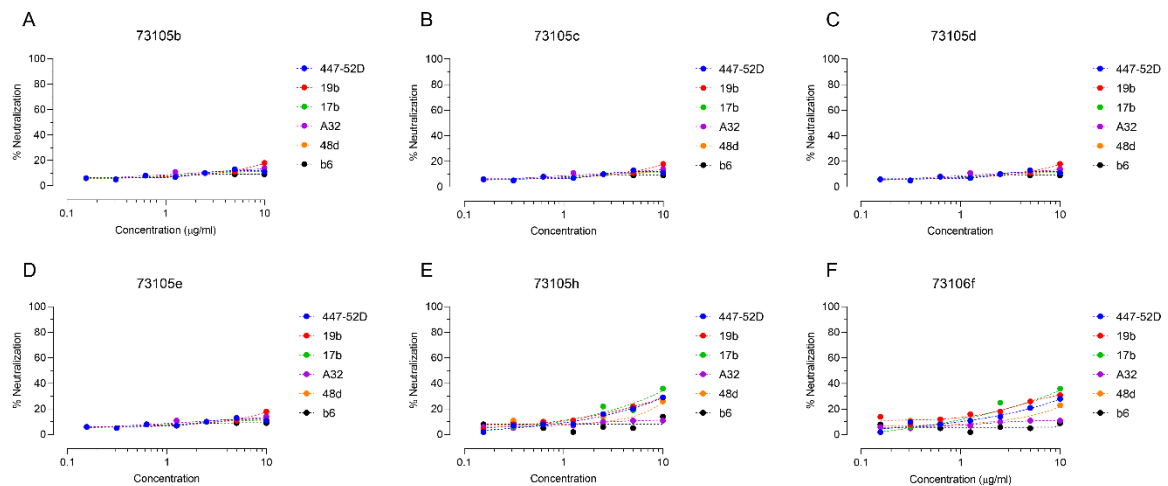 A
73105b
% Neutralization
100
80
60
40
20
0
0.1
1
10
Concentration (µg/ml)
447-52D
19b
17b
A32
48d
b6
B
73105c
% Neutralization
100
80
60
40
20
0
0.1
1
10
Concentration
447-52D
19b
17b
A32
48d
b6
C
73105d
% Neutralization
100
80
60
40
20
0
0.1
1
10
Concentration
447-52D
19b
17b
A32
48d
b6
D
73105e
% Neutralization
100
80
60
40
20
0
0.1
1
10
Concentration
447-52D
19b
17b
A32
48d
b6
E
73105h
% Neutralization
100
80
60
40
20
0
0.1
1
10
Concentration
447-52D
19b
17b
A32
48d
b6
F
73106f
% Neutralization
100
80
60
40
20
0
0.1
1
10
Concentration (µg/ml)
447-52D
19b
17b
A32
48d
b6